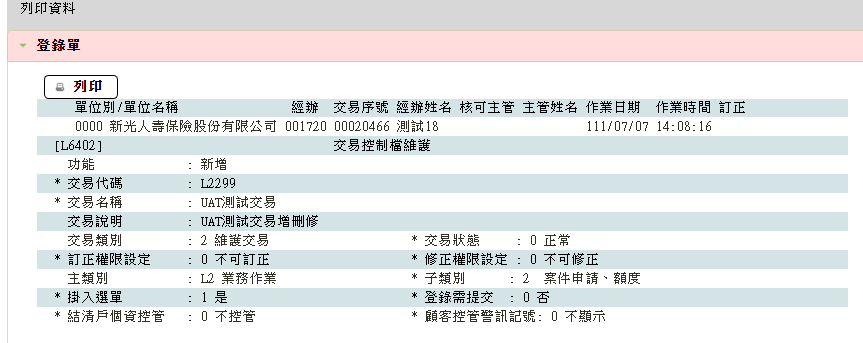 列印資料
登錄單
列印
單位別/單位名稱 經辦 交易序號 經辦姓名 核可主管 主管姓名 作業日期 作業時間 訂正
0000 新光人壽保險股份有限公司 001720 00020466 測試18 111/07/07 14:08:16
[L6402] 交易控制檔維護
功能 : 新增
* 交易代碼 : L2299
* 交易名稱 : UAT測試交易
交易說明 : UAT測試交易增刪修
交易類別 : 2 維護交易 * 交易狀態 : 0 正常
* 訂正權限設定 : 0 不可訂正 * 修正權限設定 : 0 不可修正
主類別 : L2 業務作業 * 子類別 : 2 案件申請、額度
* 掛入選單 : 1 是 * 登錄需提交 : 0 否
* 結清戶個資控管 : 0 不控管 * 顧客控管警訊記號: 0 不顯示